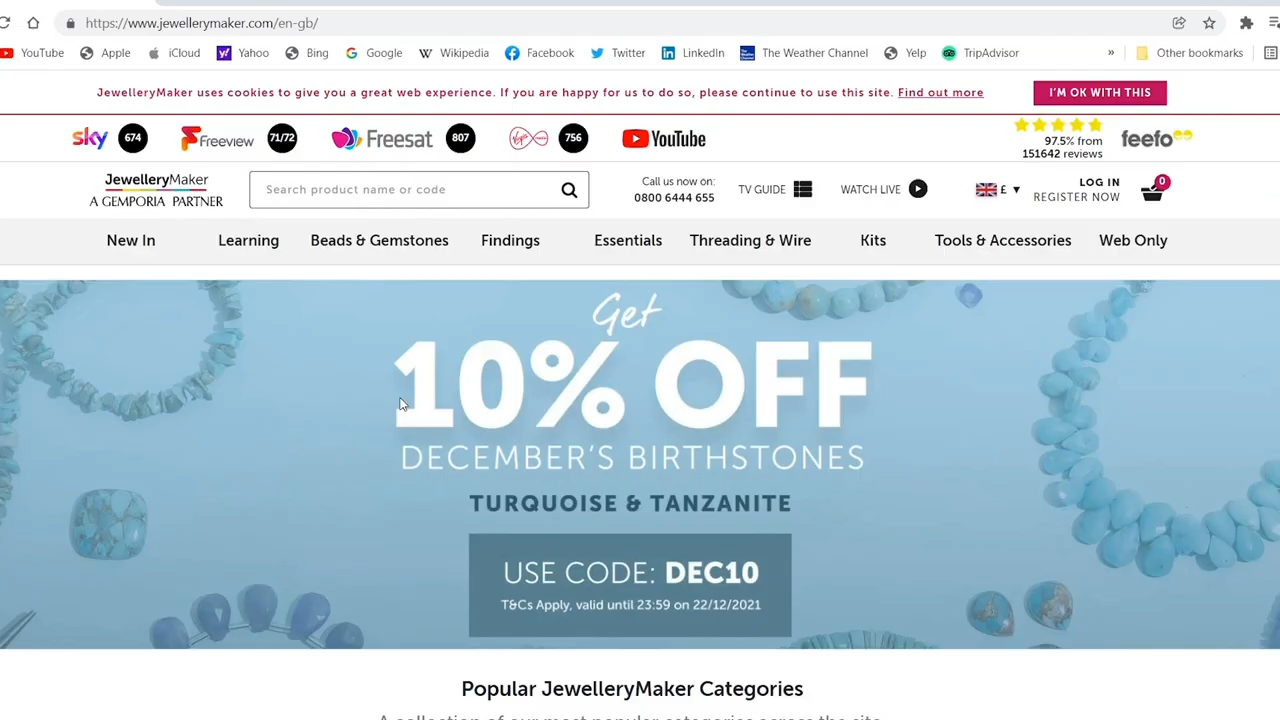 https://www.jewellerymaker.com/en-gb/
YouTube Apple iCloud Yahoo Bing Google Wikipedia Facebook Twitter LinkedIn The Weather Channel Yelp TripAdvisor » Other bookmarks
JewelleryMaker uses cookies to give you a great web experience. If you are happy for us to do so, please continue to use this site. Find out more
I'M OK WITH THIS
sky 674 Freeview 71/72 Freesat 807 Virgin media 756 YouTube
97.5% from
151642 reviews
feefo
JewelleryMaker
A GEMPORIA PARTNER
Search product name or code
Call us now on:
0800 6444 655
TV GUIDE
WATCH LIVE
£
LOG IN
REGISTER NOW
0
New In Learning Beads & Gemstones Findings Essentials Threading & Wire Kits Tools & Accessories Web Only
Get
10% OFF
DECEMBER'S BIRTHSTONES
TURQUOISE & TANZANITE
USE CODE: DEC10
T&Cs Apply, valid until 23:59 on 22/12/2021
Popular JewelleryMaker Categories
A collection of our most popular categories across the site